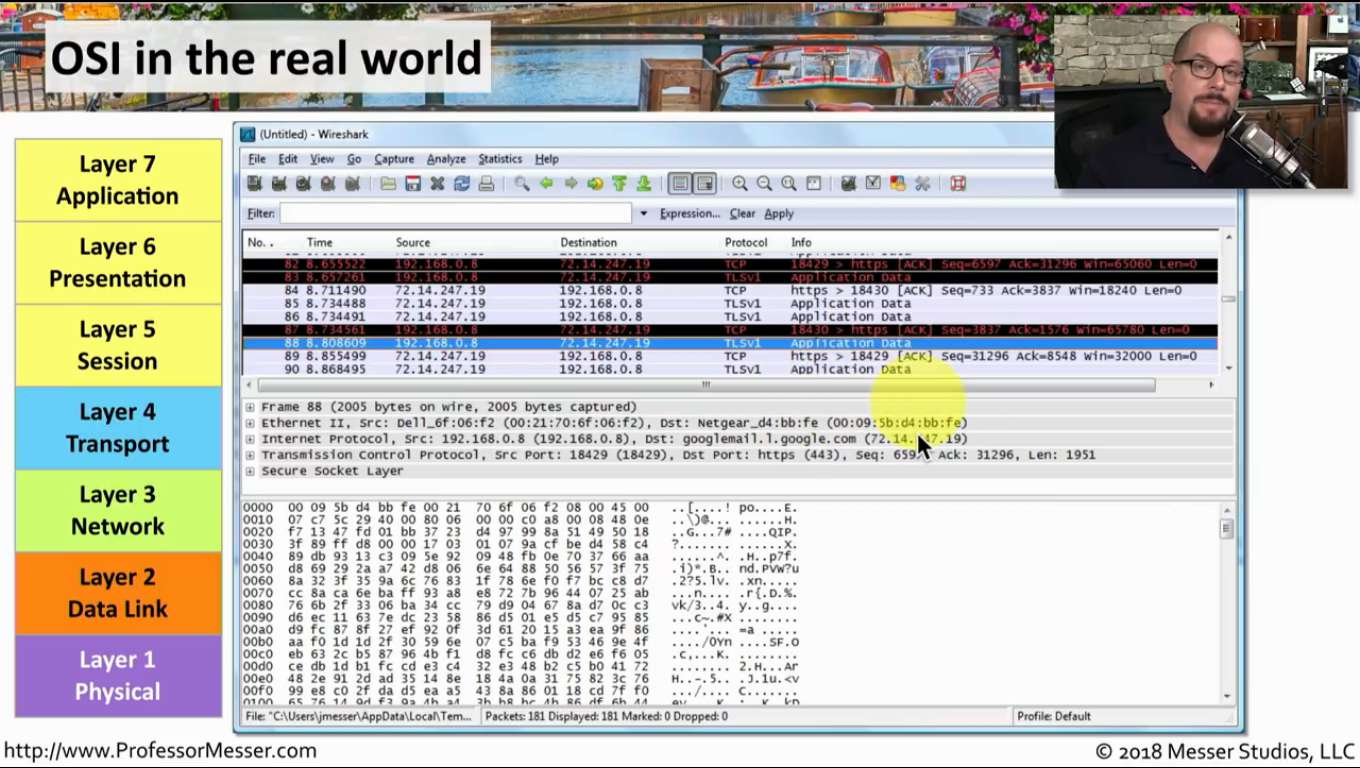 OSI in the real world
Layer 7
Application
Layer 6
Presentation
Layer 5
Session
Layer 4
Transport
Layer 3
Network
Layer 2
Data Link
Layer 1
Physical
(Untitled) - Wireshark
File Edit View Go Capture Analyze Statistics Help
Filter: Expression... Clear Apply
No. . Time Source Destination Protocol Info
82 8.655522 192.168.0.8 72.14.247.19 TCP 18429 > https [ACK] Seq=6597 Ack=31296 Win=65060 Len=0
83 8.657261 192.168.0.8 72.14.247.19 TLSv1 Application Data
84 8.711490 72.14.247.19 192.168.0.8 TCP https > 18430 [ACK] Seq=733 Ack=3837 Win=18240 Len=0
85 8.734488 72.14.247.19 192.168.0.8 TLSv1 Application Data
86 8.734491 72.14.247.19 192.168.0.8 TLSv1 Application Data
87 8.734561 192.168.0.8 72.14.247.19 TCP 18430 > https [ACK] Seq=3837 Ack=1576 Win=65780 Len=0
88 8.808609 192.168.0.8 72.14.247.19 TLSv1 Application Data
89 8.855499 72.14.247.19 192.168.0.8 TCP https > 18429 [ACK] Seq=31296 Ack=8548 Win=32000 Len=0
90 8.868495 72.14.247.19 192.168.0.8 TLSv1 Application Data
Frame 88 (2005 bytes on wire, 2005 bytes captured)
Ethernet II, Src: Dell_6f:06:f2 (00:21:70:6f:06:f2), Dst: Netgear_d4:bb:fe (00:09:5b:d4:bb:fe)
Internet Protocol, Src: 192.168.0.8 (192.168.0.8), Dst: googlemail.l.google.com
Transmission Control Protocol, Src Port: 18429 (18429), Dst Port: https (443), Seq: Ack: 31296, Len: 1951
Secure Socket Layer
0000 00 09 5b d4 bb fe 00 21 70 6f 06 f2 08 00 45 00 ..[....! po....E.
0010 07 c7 5c 29 40 00 80 06 00 00 c0 a8 00 08 48 0e ..\)@... ......H.
0020 f7 13 47 fd 01 bb 37 23 d4 97 99 8a 51 49 50 18 ..G...7# ....QIP.
0030 3f 89 ff d8 00 00 17 03 01 07 9a cf be d4 58 c4 ?....... ......X.
0040 89 db 93 13 c3 09 5e 92 09 48 fb 0e 70 37 66 aa ......^. .H..p7f.
0050 d8 69 29 2a a7 42 d8 06 6e 64 88 50 56 57 3f 75 .i)*.B.. nd.PVW?u
0060 8a 32 3f 35 9a 6c 76 83 1f 78 6e f0 f7 bc c8 d7 .2?5.lv. .xn.....
0070 cc 8a ca 6e ba ff 93 a8 e8 72 7b 96 44 07 25 ab ...n.... .r{.D.%.
0080 76 6b 2f 33 06 ba 34 cc 79 d9 04 67 8a d7 0c c3 vk/3..4. y..g....
0090 d6 ec 11 63 7e dc 23 58 86 d5 01 e5 d5 c7 95 85 ...c~.#X ........
00a0 d9 fc 87 8f 27 ef 92 0f 3d 61 20 15 a3 ea 9f 86 ....'... =a .....
00b0 aa f0 1d 1d 2f 30 59 6e 07 c5 ba f9 53 46 9e 4f ..../0Yn ....SF.O
00c0 eb 63 2c b5 87 96 4b f1 d8 fc c6 db d2 e6 f6 05 .c,...K. ........
00d0 ce db 1d b1 fc cd e3 c4 32 e3 48 b2 c5 b0 41 72 ........ 2.H...Ar
00e0 48 2e 91 2d ad 35 14 8e 18 4a 0a 31 75 82 3c 76 H..-.5.. .J.1u.<v
00f0 99 e8 c0 2f da d5 ea a5 43 8a 86 01 18 cd 7f f0 .../.... C.......
File: "C:\Users\jmesser\AppData\Local\Tem... Packets: 181 Displayed: 181 Marked: 0 Dropped: 0 Profile: Default
http://www.ProfessorMesser.com
© 2018 Messer Studios, LLC